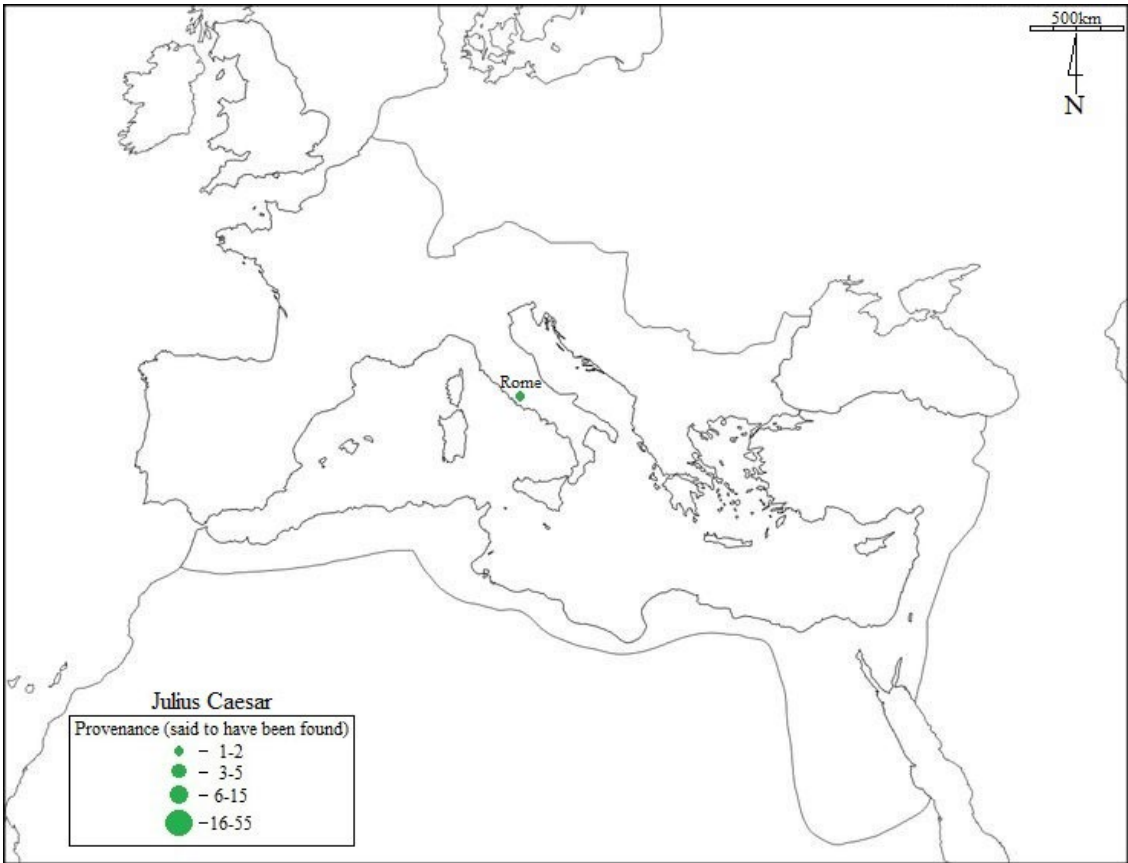 500km
N
Rome
Julius Caesar
Provenance (said to have been found)
– 1-2
– 3-5
– 6-15
–16-55